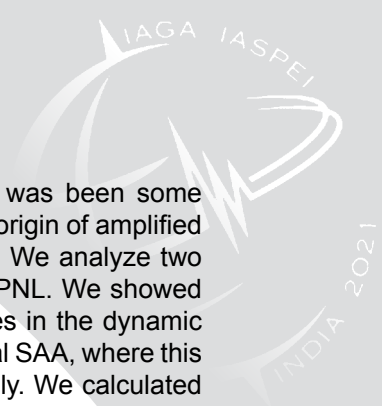 IAGA IASPEI
INDIA 2021
was been some
origin of amplified
We analyze two
PNL. We showed
es in the dynamic
al SAA, where this
ly. We calculated